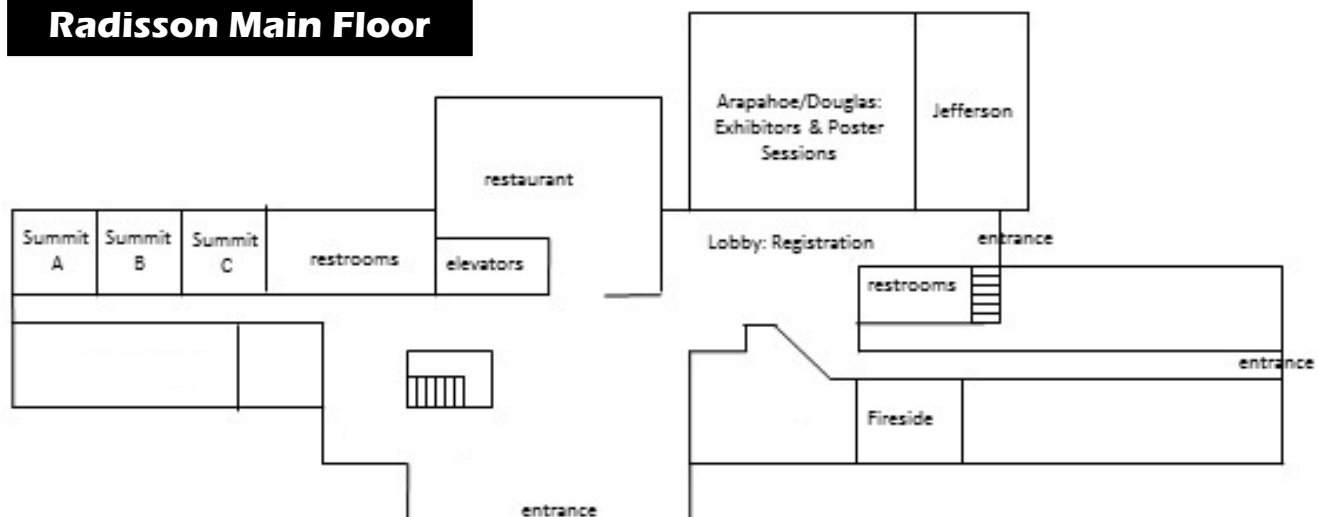 Radisson Main Floor
Arapahoe/Douglas:
Exhibitors & Poster
Sessions
Jefferson
restaurant
Summit
A
Summit
B
Summit
C
restrooms
elevators
Lobby: Registration
entrance
restrooms
entrance
Fireside
entrance